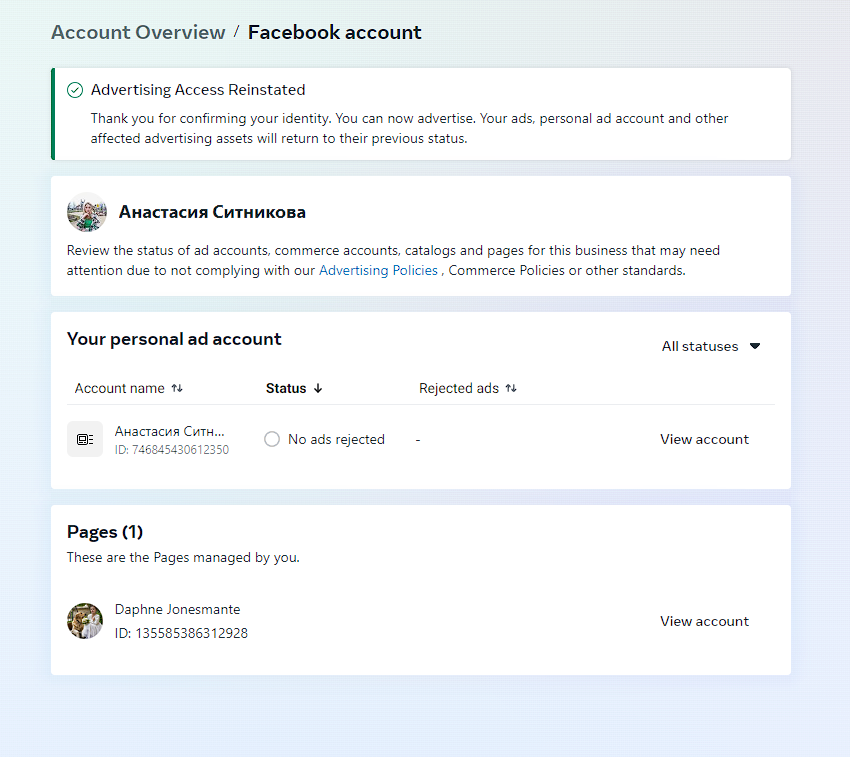 Account Overview / Facebook account
Advertising Access Reinstated
Thank you for confirming your identity. You can now advertise. Your ads, personal ad account and other
affected advertising assets will return to their previous status.
Анастасия Ситникова
Review the status of ad accounts, commerce accounts, catalogs and pages for this business that may need
attention due to not complying with our Advertising Policies , Commerce Policies or other standards.
Your personal ad account
All statuses
Account name Status Rejected ads
Анастасия Ситн...
ID: 746845430612350
No ads rejected - View account
Pages (1)
These are the Pages managed by you.
Daphne Jonesmante
ID: 135585386312928
View account